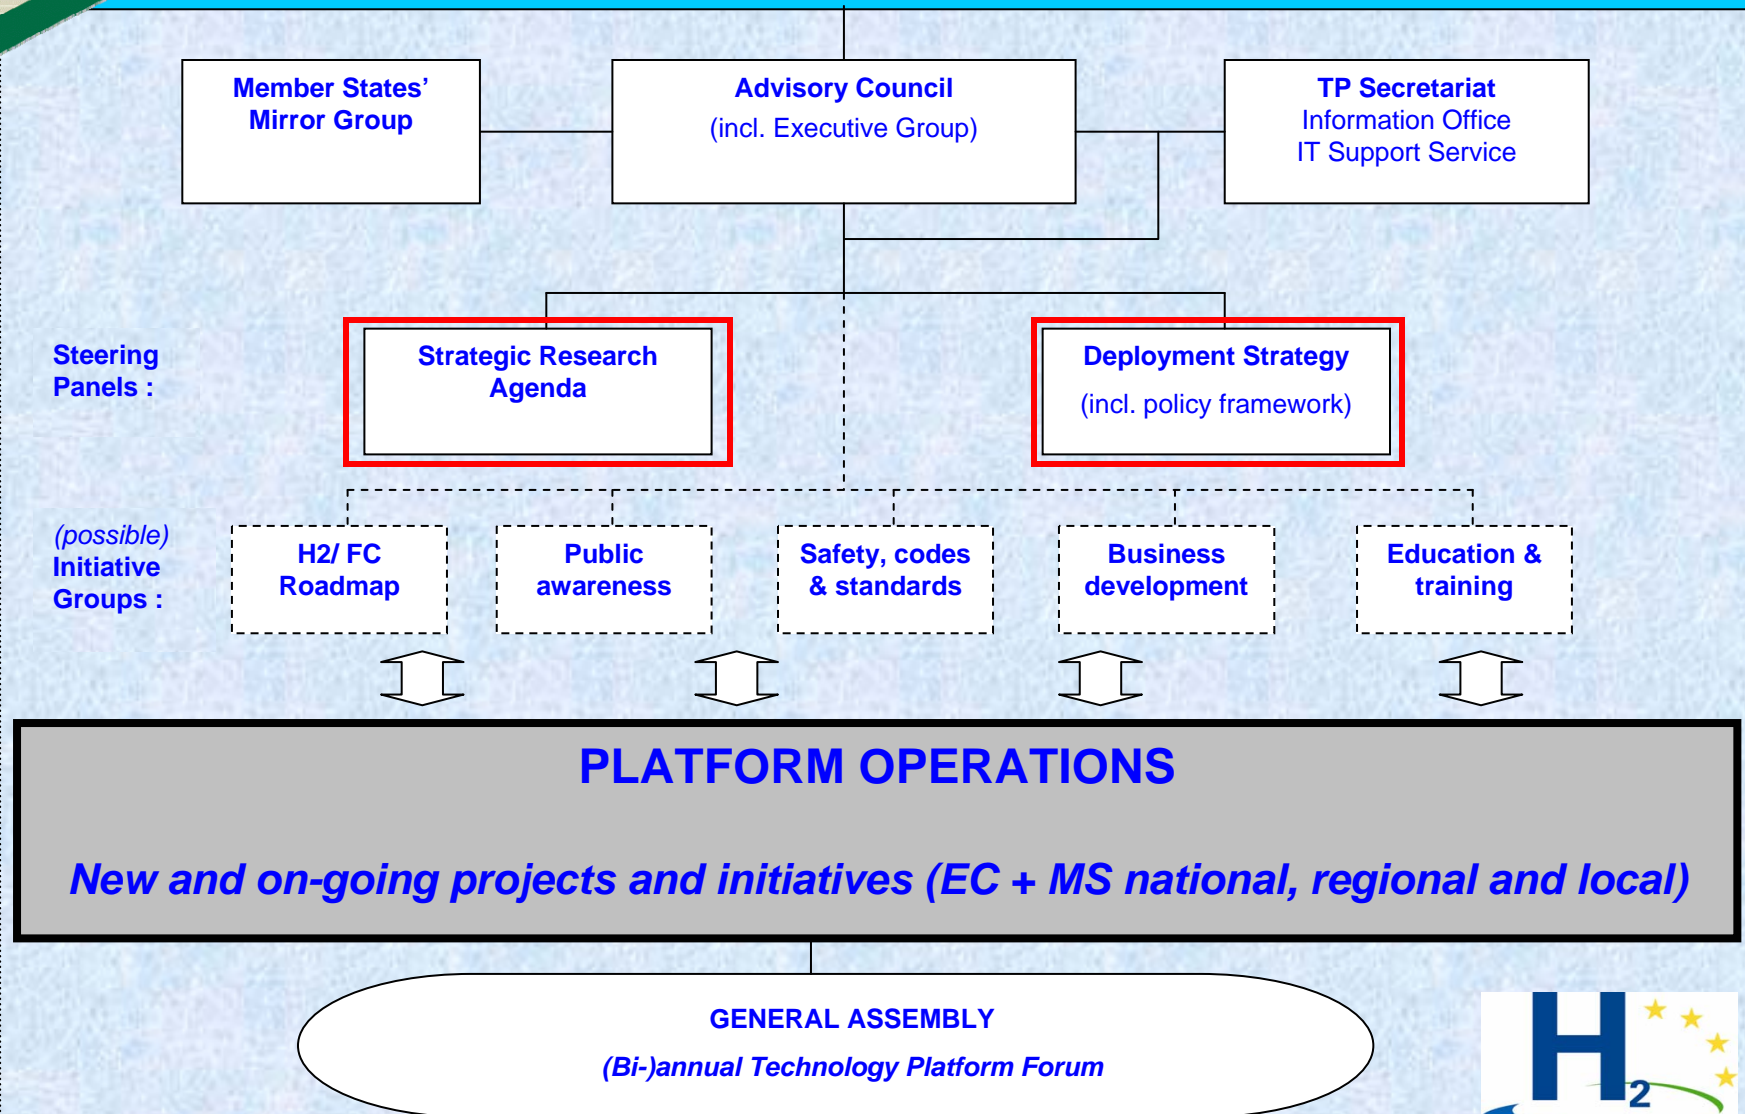 Member States’
Mirror Group
Advisory Council
(incl. Executive Group)
TP Secretariat
Information Office
IT Support Service
Steering
Panels :
Strategic Research
Agenda
Deployment Strategy
(incl. policy framework)
(possible)
Initiative
Groups :
H2/ FC
Roadmap
Public
awareness
Safety, codes
& standards
Business
development
Education &
training
PLATFORM OPERATIONS
New and on-going projects and initiatives (EC + MS national, regional and local)
GENERAL ASSEMBLY
(Bi-)annual Technology Platform Forum
H2